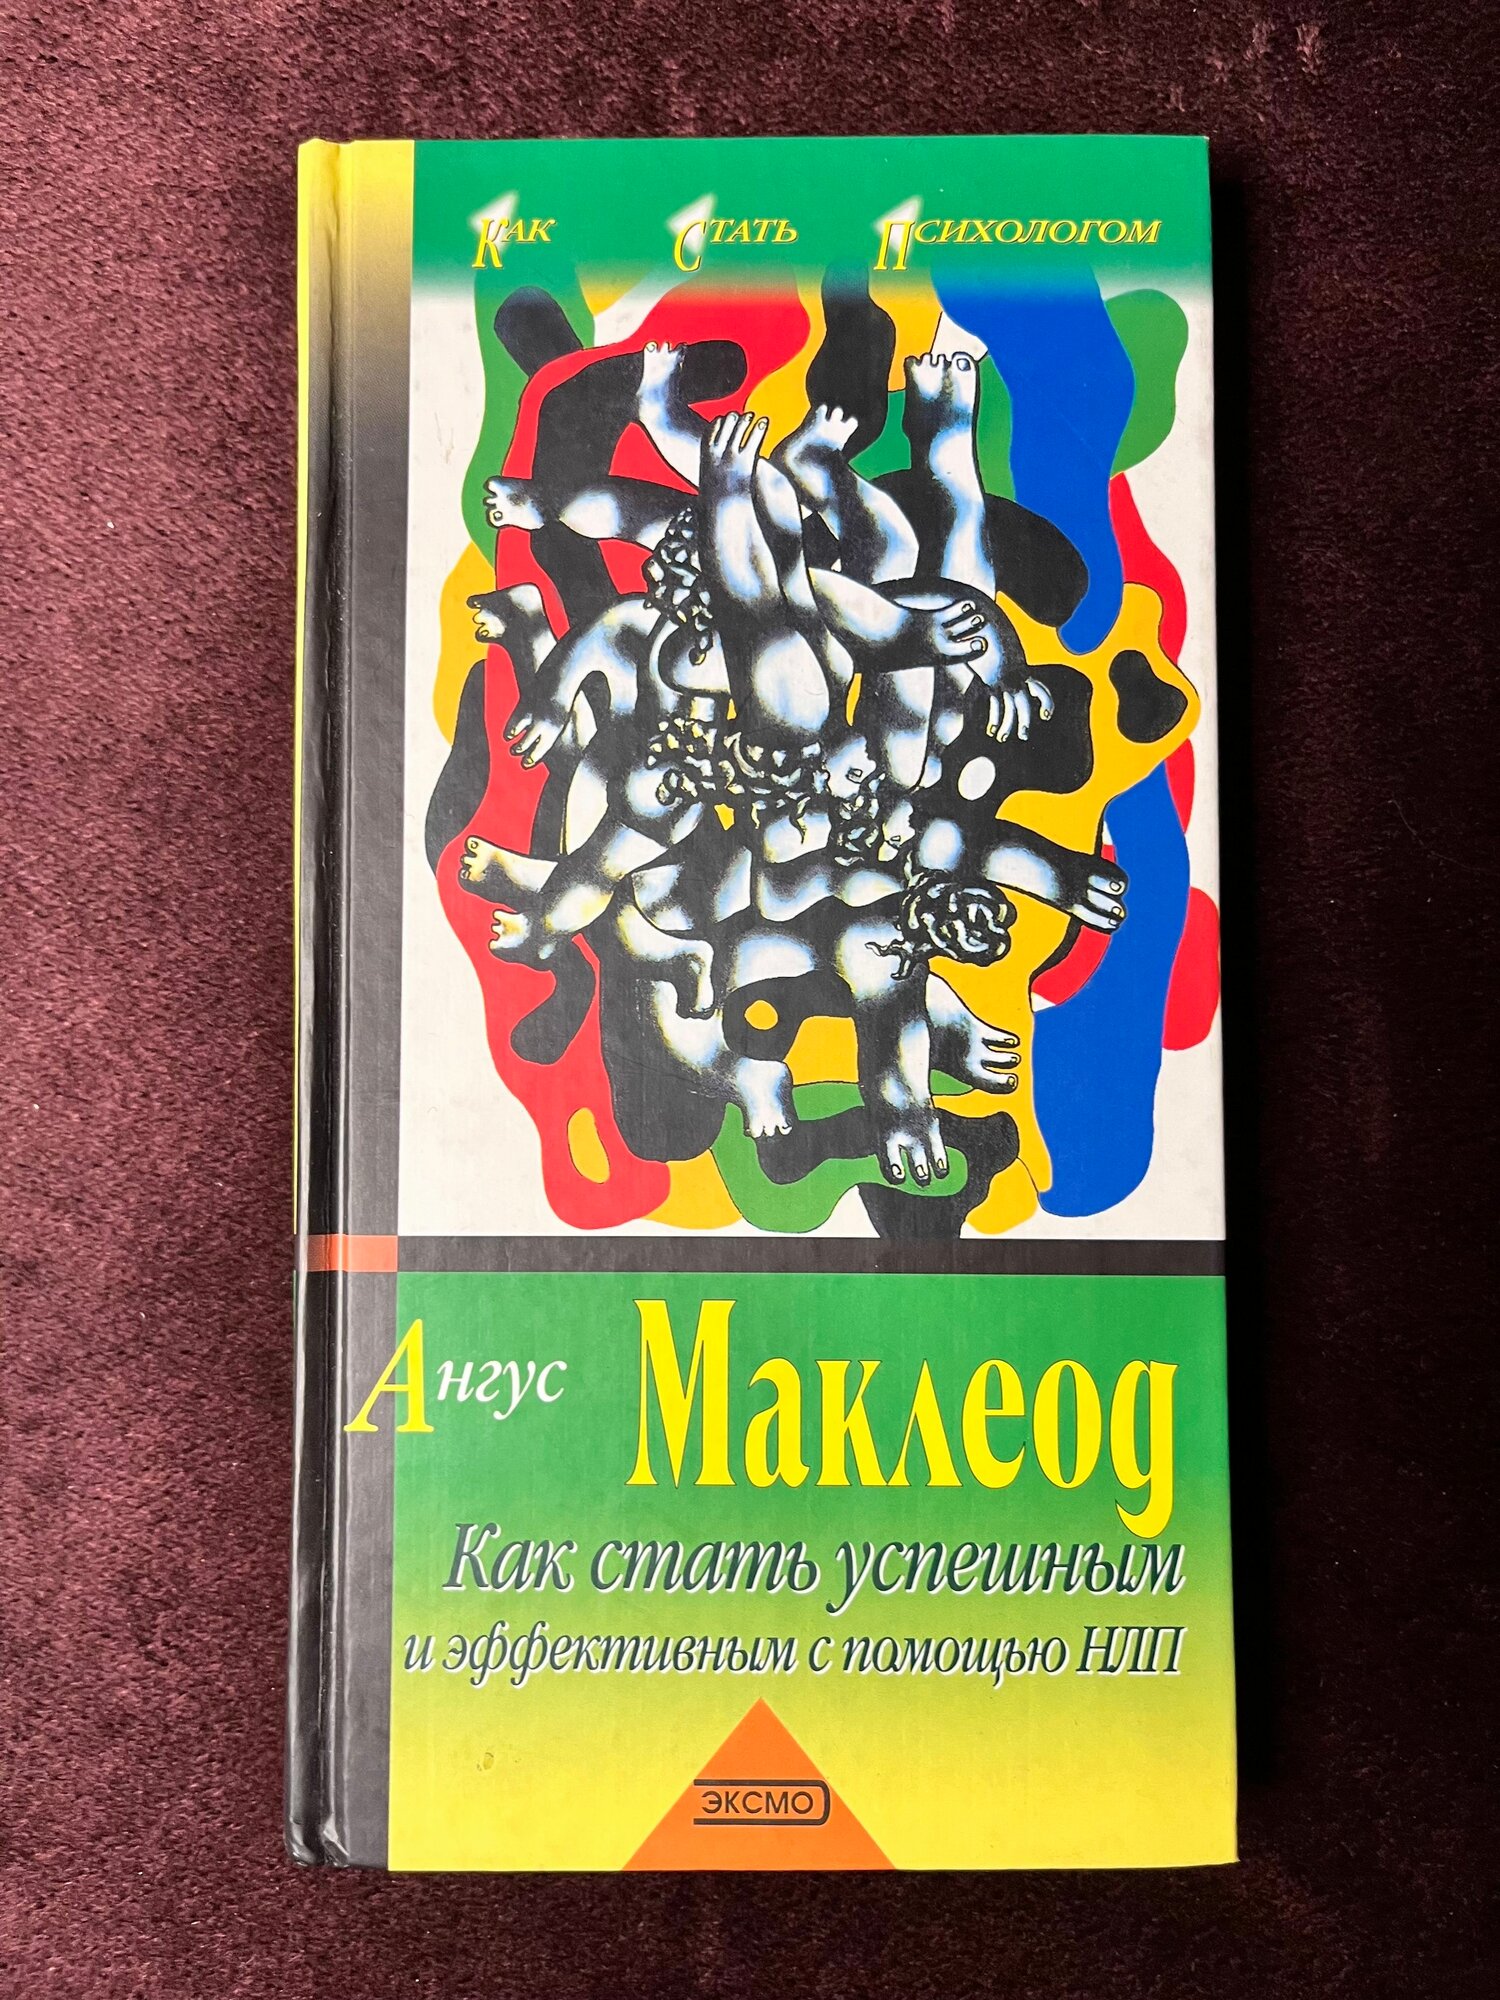 Как Стать Психологом
Ангус Маклеод
Как стать успешным
и эффективным с помощью НЛП
ЭКСМО